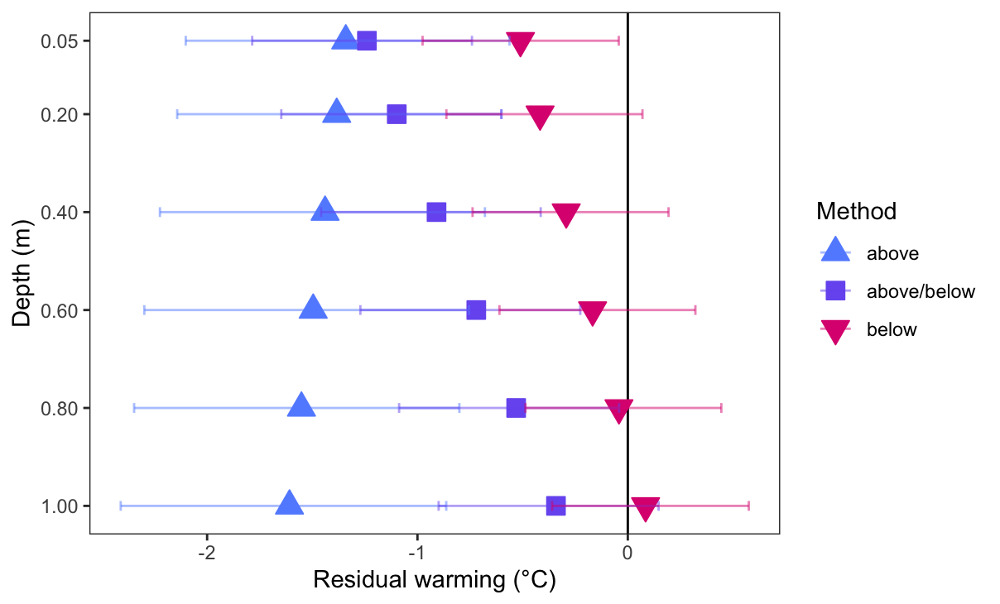 0.05
0.20
0.40
0.60
0.80
1.00
Depth (m)
-2 -1 0
Residual warming (°C)
Method
above
above/below
below